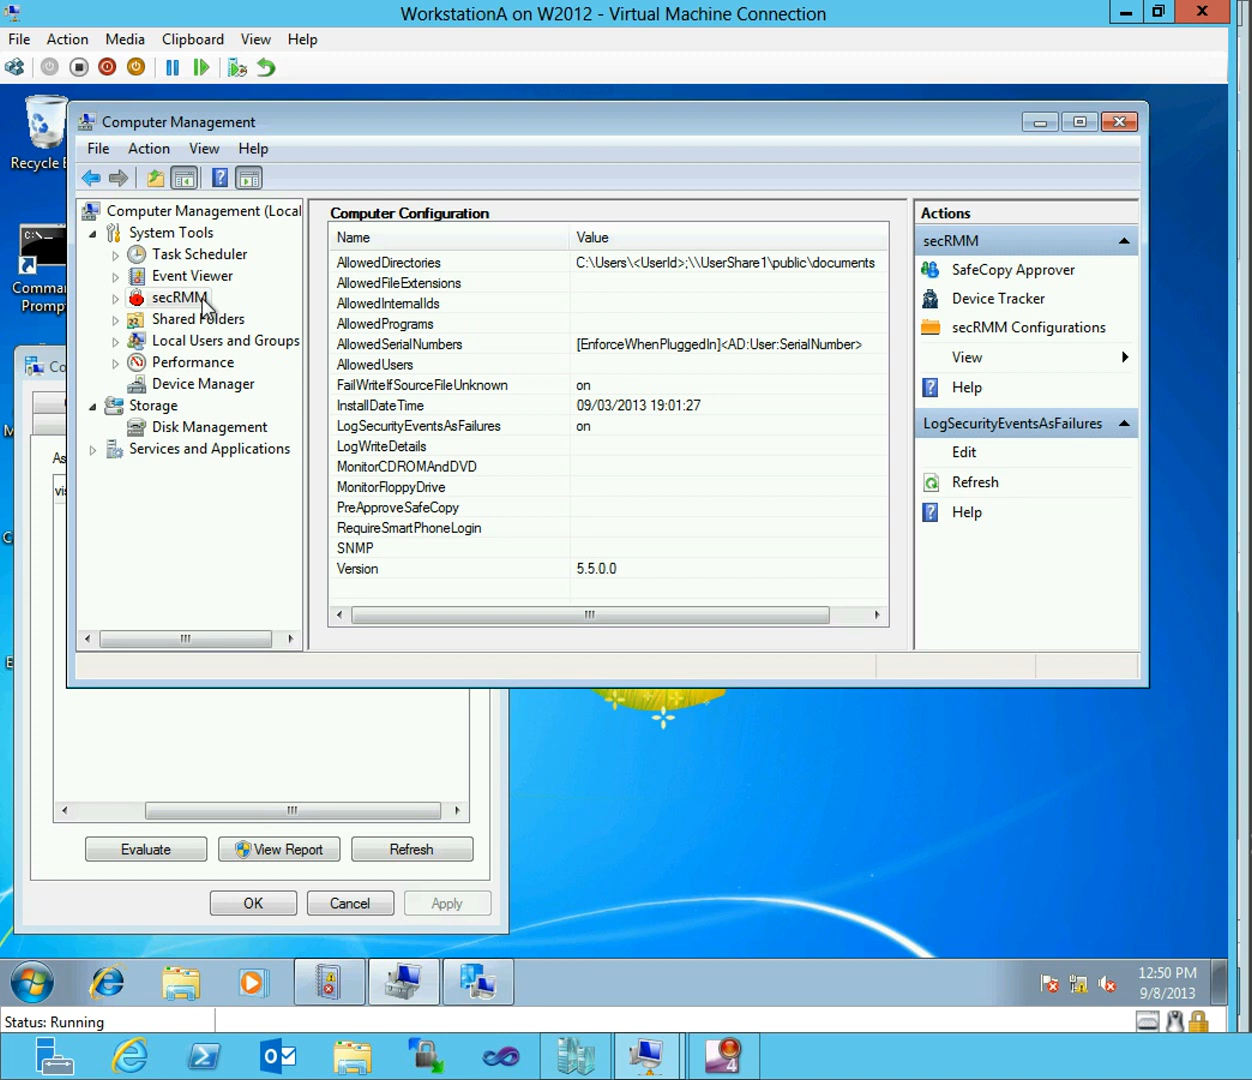 WorkstationA on W2012 - Virtual Machine Connection
File Action Media Clipboard View Help
Recycle
Computer Management
File Action View Help
Computer Management (Local
System Tools
Task Scheduler
Event Viewer
secRMM
Shared Folders
Local Users and Groups
Performance
Device Manager
Storage
Disk Management
Services and Applications
Computer Configuration
Name Value
AllowedDirectories C:\Users\<UserId>;\\UserShare1\public\documents
AllowedFileExtensions
AllowedInternalIds
AllowedPrograms
AllowedSerialNumbers [EnforceWhenPluggedIn]<AD:User:SerialNumber>
AllowedUsers
FailWriteIfSourceFileUnknown on
InstallDateTime 09/03/2013 19:01:27
LogSecurityEventsAsFailures on
LogWriteDetails
MonitorCDROMAndDVD
MonitorFloppyDrive
PreApproveSafeCopy
RequireSmartPhoneLogin
SNMP
Version 5.5.0.0
Actions
secRMM
SafeCopy Approver
Device Tracker
secRMM Configurations
View
Help
LogSecurityEventsAsFailures
Edit
Refresh
Help
C:\
Comman
Prompt
Co
As
vis
Evaluate View Report Refresh
OK Cancel Apply
12:50 PM
9/8/2013
Status: Running
4